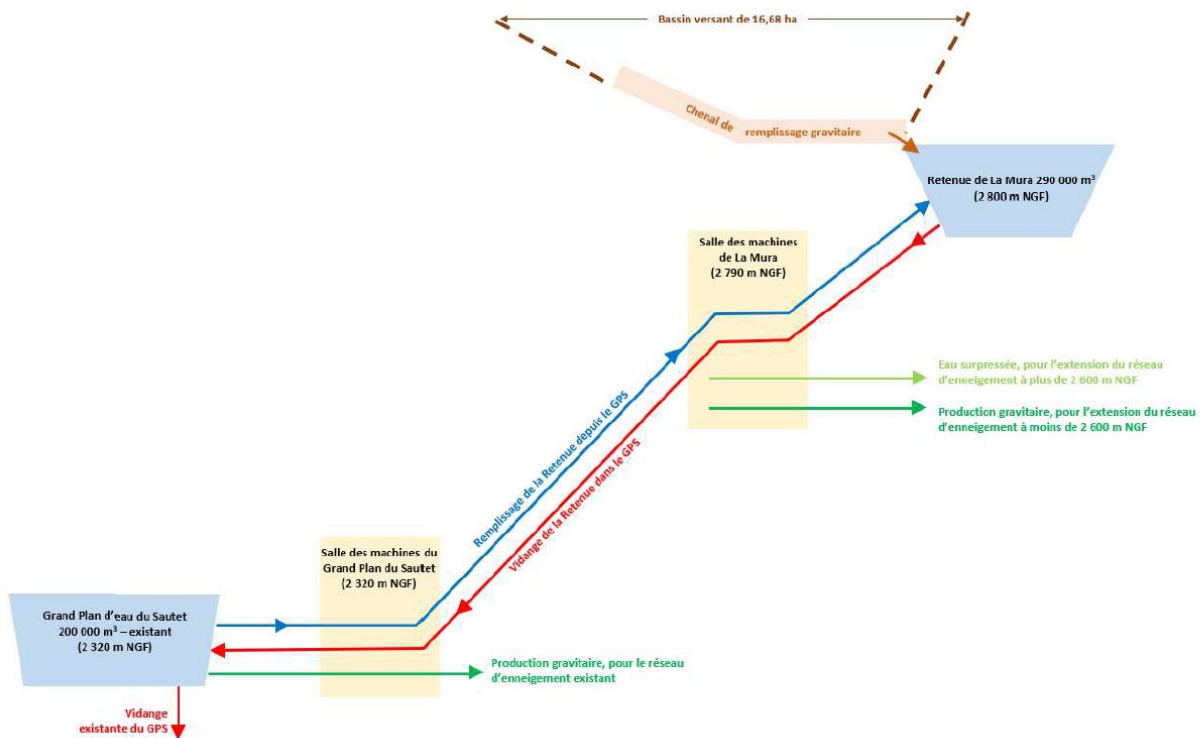 Bassin versant de 16,68 ha
Chenal de remplissage gravitaire
Retenue de La Mura 290 000 m³
(2 800 m NGF)
Salle des machines
de La Mura
(2 790 m NGF)
Eau surpressée, pour l'extension du réseau
d'enneigement à plus de 2 600 m NGF
Production gravitaire, pour l'extension du réseau
d'enneigement à moins de 2 600 m NGF
Remplissage de la Retenue depuis le GPS
Vidange de la Retenue dans le GPS
Salle des machines du
Grand Plan du Sautet
(2 320 m NGF)
Grand Plan d'eau du Sautet
200 000 m³ – existant
(2 320 m NGF)
Production gravitaire, pour le réseau
d'enneigement existant
Vidange
existante du GPS